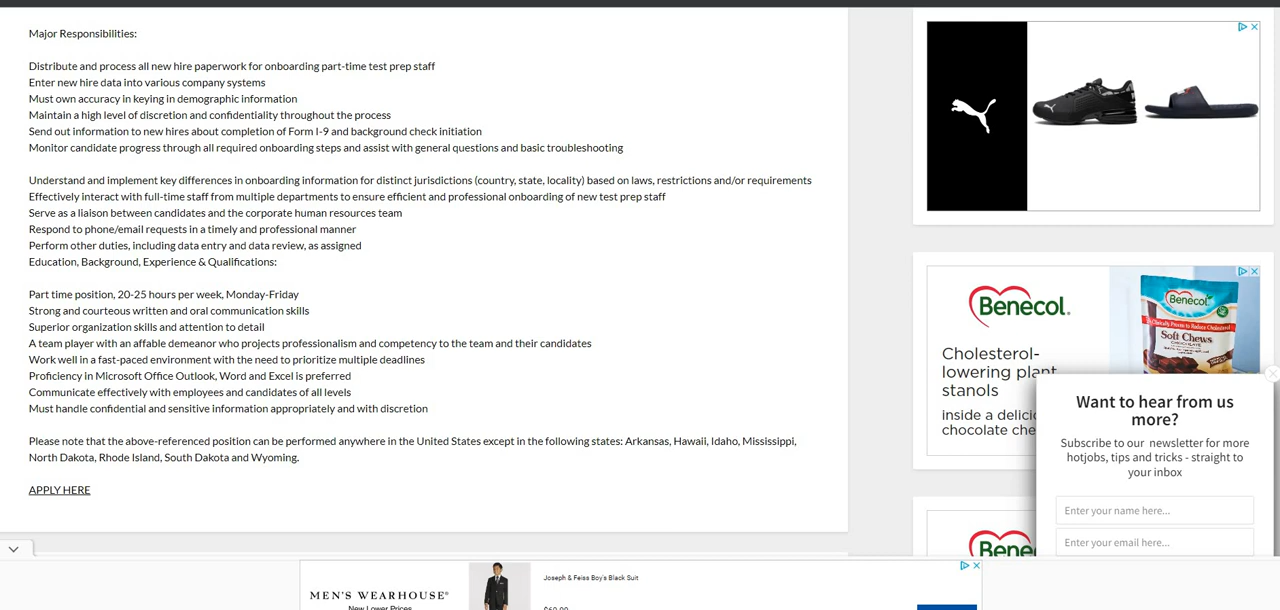 Major Responsibilities:
Distribute and process all new hire paperwork for onboarding part-time test prep staff
Enter new hire data into various company systems
Must own accuracy in keying in demographic information
Maintain a high level of discretion and confidentiality throughout the process
Send out information to new hires about completion of Form I-9 and background check initiation
Monitor candidate progress through all required onboarding steps and assist with general questions and basic troubleshooting
Understand and implement key differences in onboarding information for distinct jurisdictions (country, state, locality) based on laws, restrictions and/or requirements
Effectively interact with full-time staff from multiple departments to ensure efficient and professional onboarding of new test prep staff
Serve as a liaison between candidates and the corporate human resources team
Respond to phone/email requests in a timely and professional manner
Perform other duties, including data entry and data review, as assigned
Education, Background, Experience & Qualifications:
Part time position, 20-25 hours per week, Monday-Friday
Strong and courteous written and oral communication skills
Superior organization skills and attention to detail
A team player with an affable demeanor who projects professionalism and competency to the team and their candidates
Work well in a fast-paced environment with the need to prioritize multiple deadlines
Proficiency in Microsoft Office Outlook, Word and Excel is preferred
Communicate effectively with employees and candidates of all levels
Must handle confidential and sensitive information appropriately and with discretion
Please note that the above-referenced position can be performed anywhere in the United States except in the following states: Arkansas, Hawaii, Idaho, Mississippi,
North Dakota, Rhode Island, South Dakota and Wyoming.
APPLY HERE
Benecol.
Cholesterol-
lowering plant
stanols
inside a delicio
chocolate che
Benecol
Clinically Proven to Reduce Cholesterol
Soft Chews
CHOCOLATE
Want to hear from us
more?
Subscribe to our newsletter for more
hotjobs, tips and tricks - straight to
your inbox
Enter your name here...
Enter your email here...
Bene
MEN'S WEARHOUSE®
New Lower Prices
Joseph & Feiss Boy's Black Suit